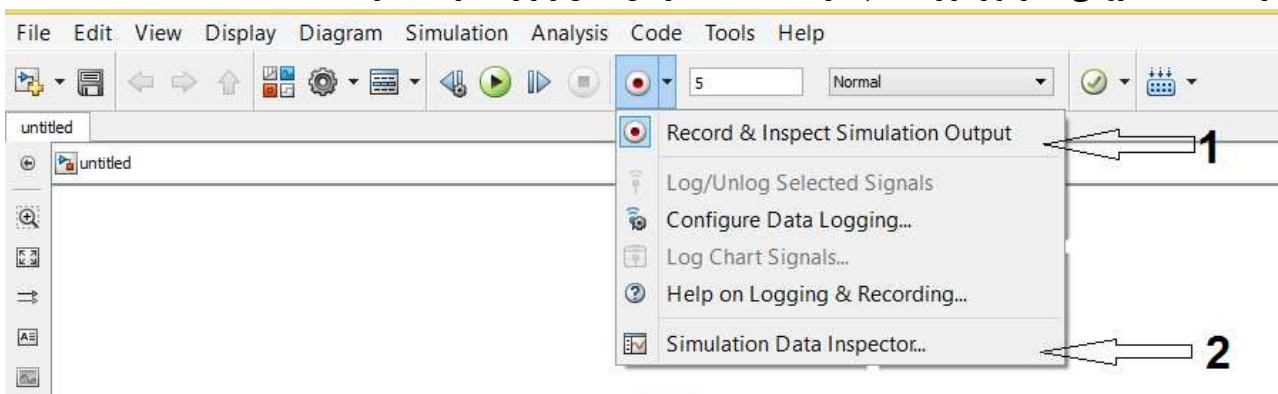 File Edit View Display Diagram Simulation Analysis Code Tools Help
5 Normal
untitled
untitled
Record & Inspect Simulation Output 1
Log/Unlog Selected Signals
Configure Data Logging...
Log Chart Signals...
Help on Logging & Recording...
Simulation Data Inspector... 2